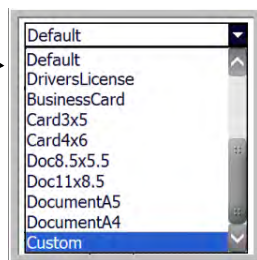 Default
Default
DriversLicense
BusinessCard
Card3x5
Card4x6
Doc8.5x5.5
Doc11x8.5
DocumentA5
DocumentA4
Custom